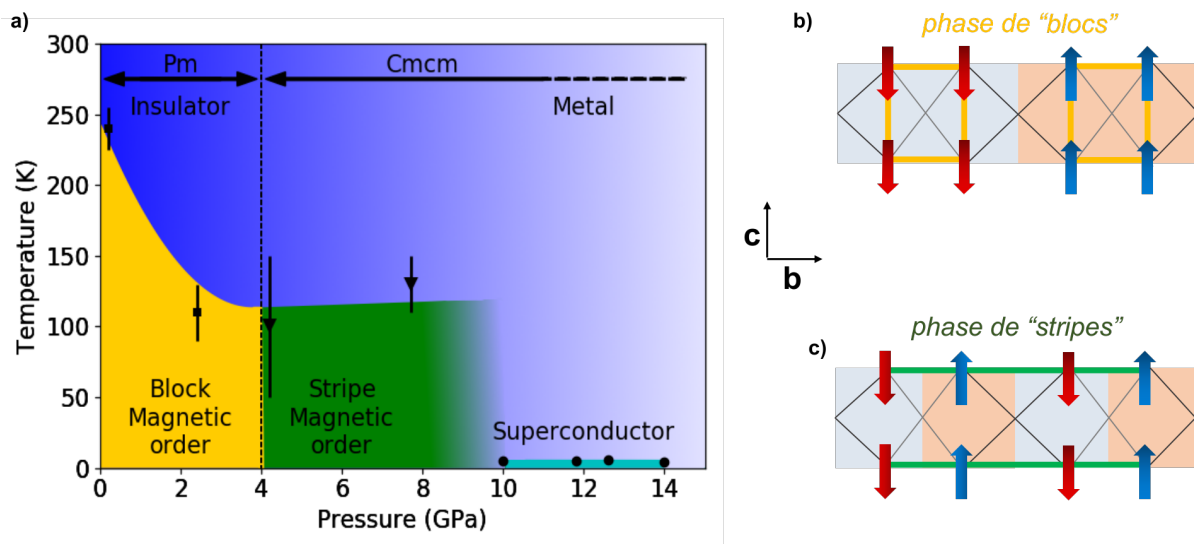 a)
300
250
200
150
100
50
0
Temperature (K)
Pm
Cmcm
Insulator
Metal
Block
Magnetic
order
Stripe
Magnetic
order
Superconductor
0 2 4 6 8 10 12 14
Pressure (GPa)
b)
phase de “blocs”
c
b
phase de “stripes”
c)